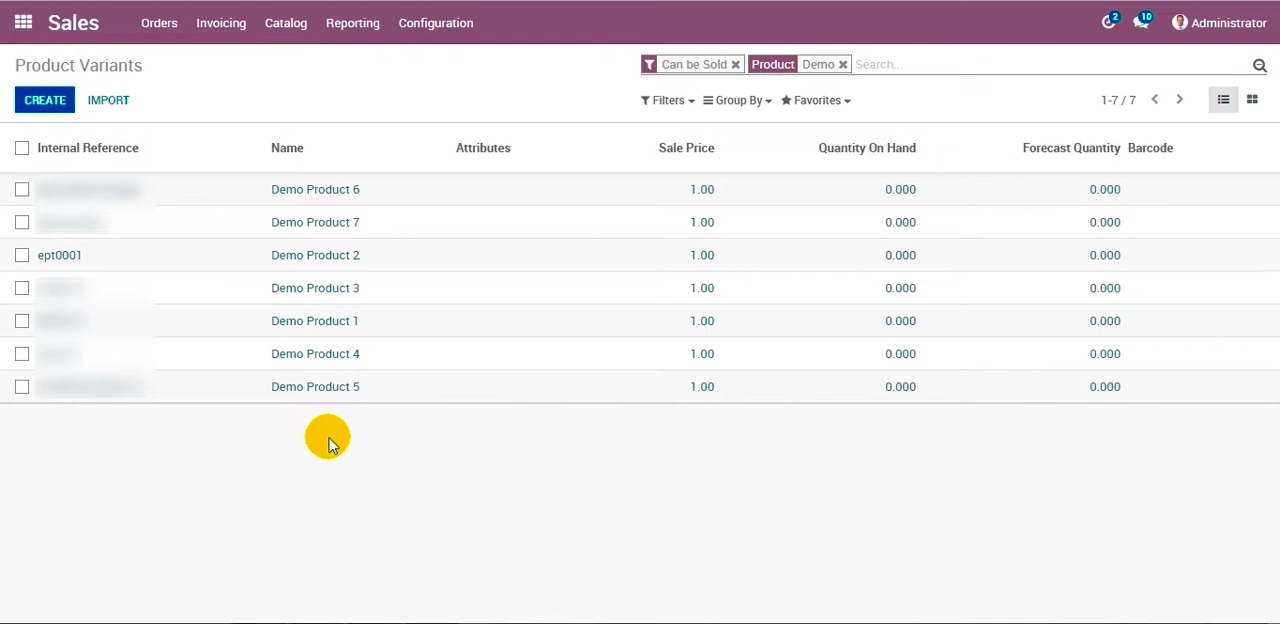 Sales Orders Invoicing Catalog Reporting Configuration 2 10 Administrator
Product Variants Can be Sold Product Demo Search...
CREATE IMPORT Filters Group By Favorites 1-7 / 7
Internal Reference Name Attributes Sale Price Quantity On Hand Forecast Quantity Barcode
Demo Product 6 1.00 0.000 0.000
Demo Product 7 1.00 0.000 0.000
ept0001 Demo Product 2 1.00 0.000 0.000
Demo Product 3 1.00 0.000 0.000
Demo Product 1 1.00 0.000 0.000
Demo Product 4 1.00 0.000 0.000
Demo Product 5 1.00 0.000 0.000